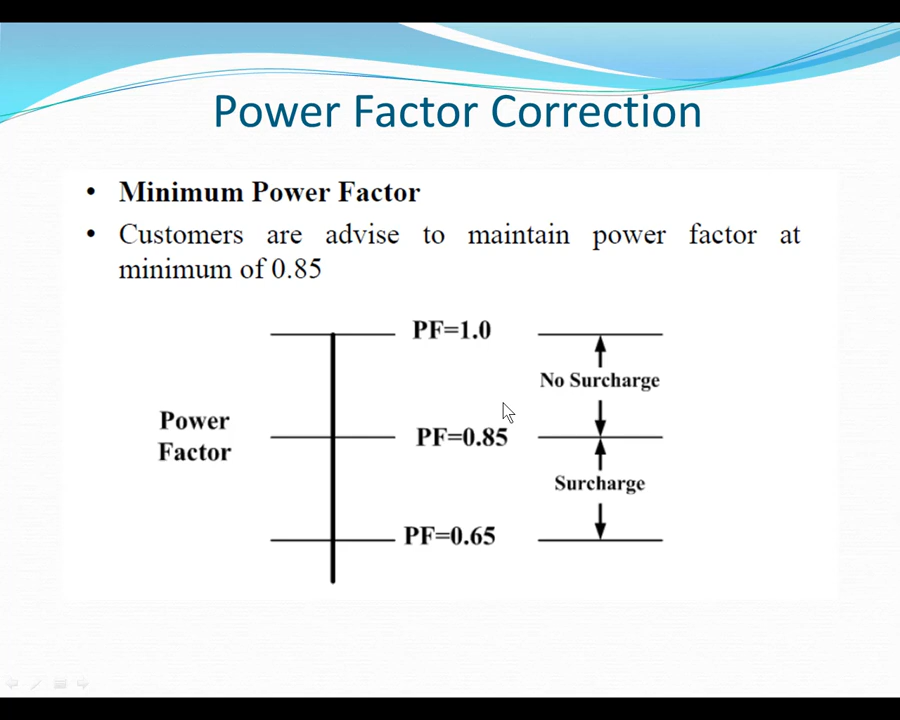 Power Factor Correction
• Minimum Power Factor
• Customers are advise to maintain power factor at
minimum of 0.85
PF=1.0
No Surcharge
Power
Factor
PF=0.85
Surcharge
PF=0.65